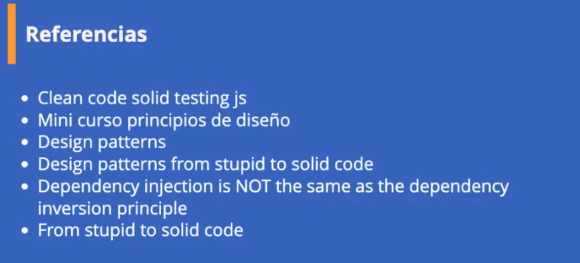 Referencias
• Clean code solid testing js
• Mini curso principios de diseño
• Design patterns
• Design patterns from stupid to solid code
• Dependency injection is NOT the same as the dependency
inversion principle
• From stupid to solid code